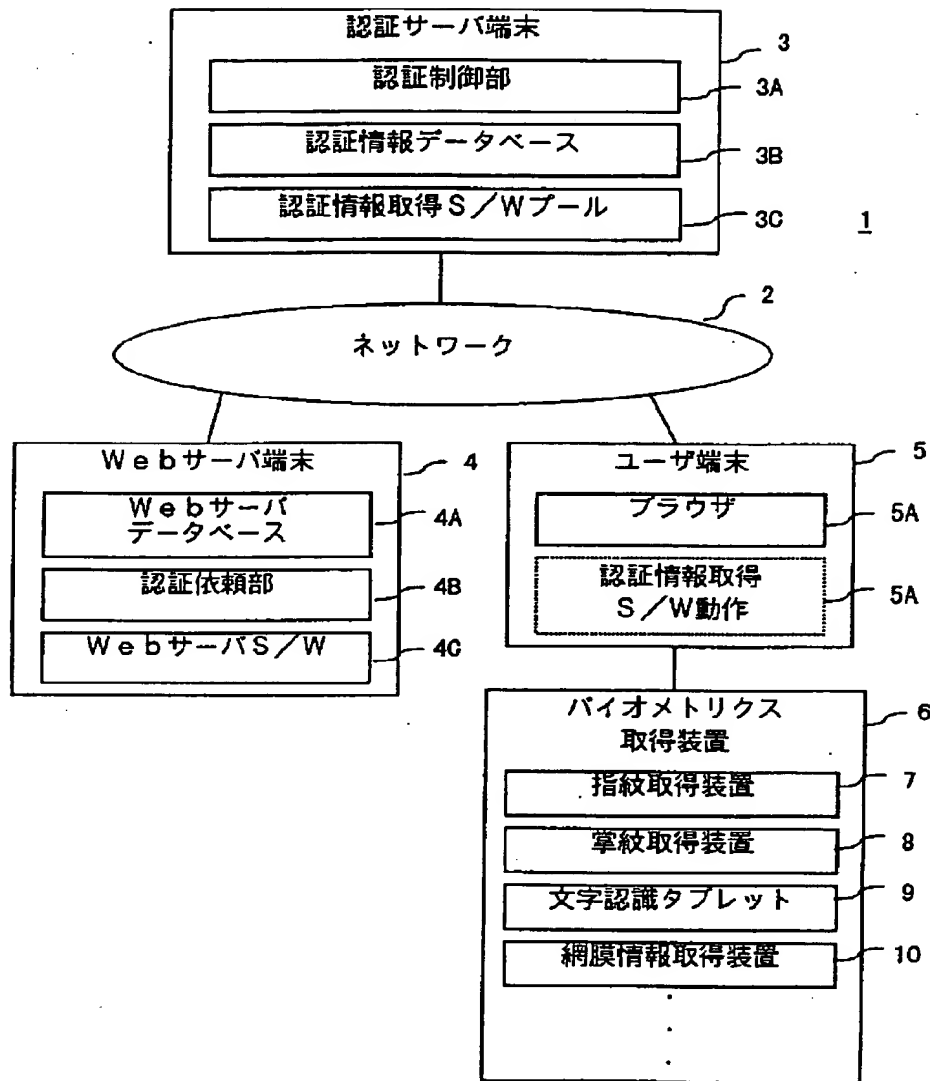 認証サーバ端末
3
認証制御部
3A
認証情報データベース
3B
認証情報取得S/Wプール
3C
1
2
ネットワーク
Webサーバ端末
4
Webサーバ
データベース
4A
認証依頼部
4B
WebサーバS/W
4C
ユーザ端末
5
ブラウザ
5A
認証情報取得
S/W動作
5A
バイオメトリクス
取得装置
6
指紋取得装置
7
掌紋取得装置
8
文字認識タブレット
9
網膜情報取得装置
10